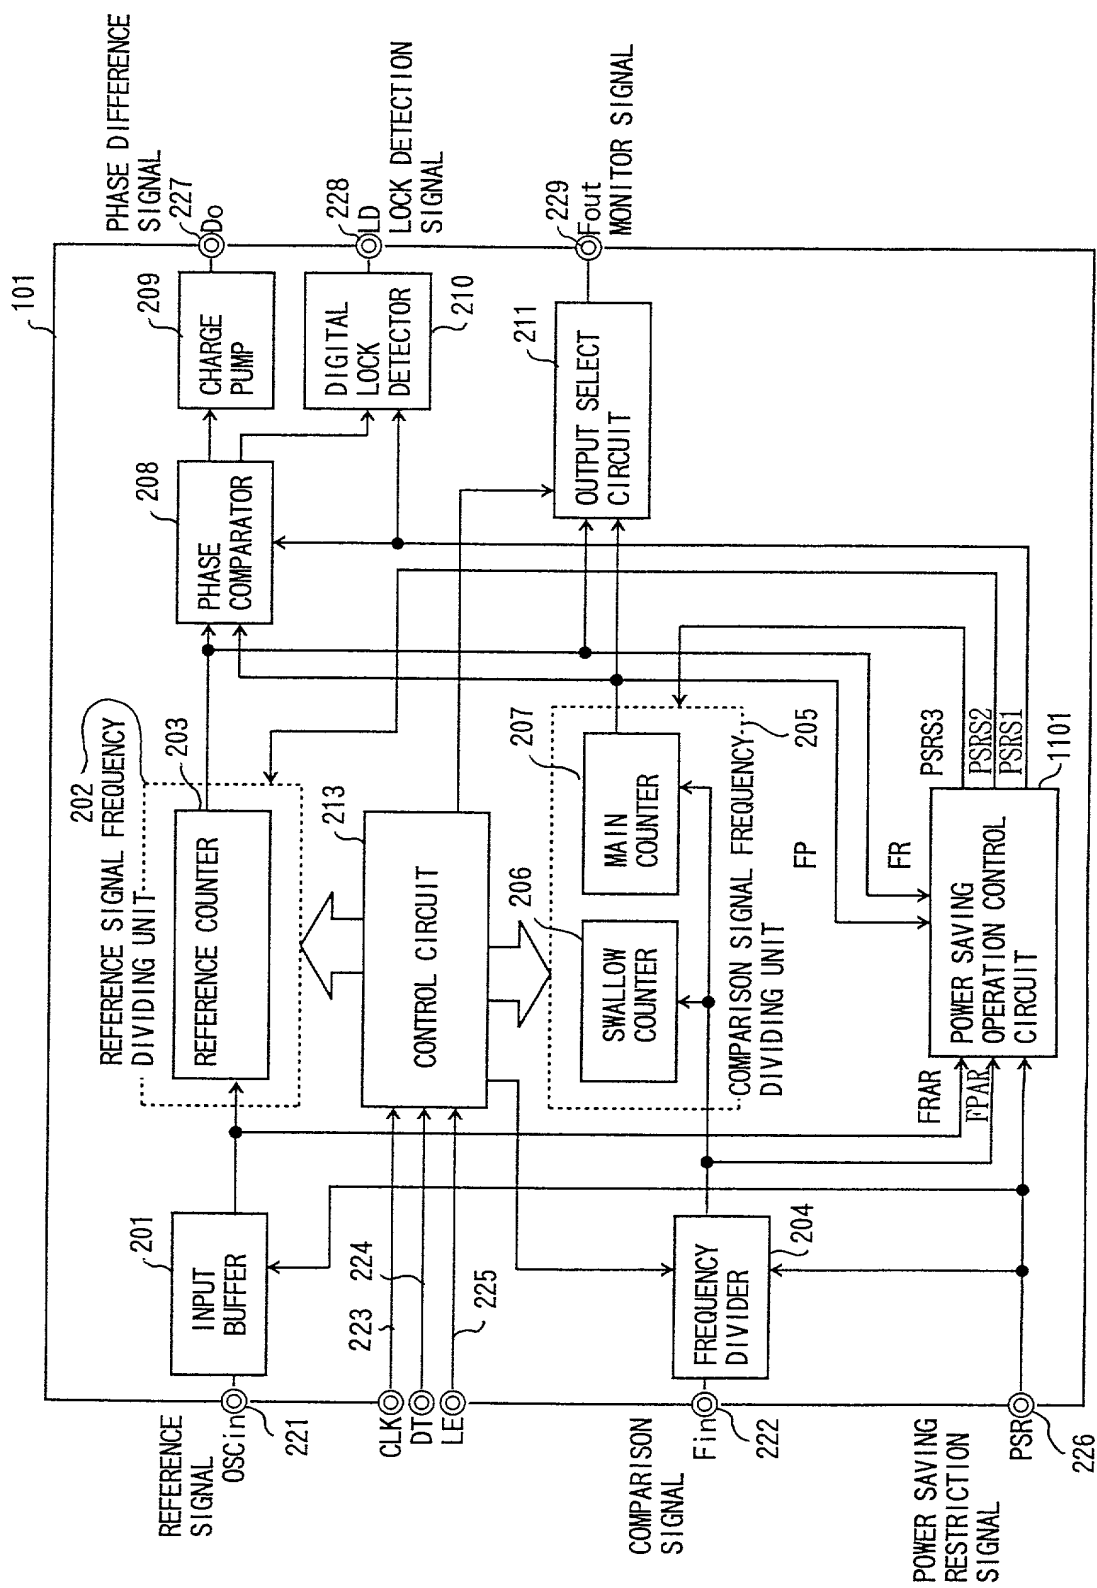 101
REFERENCE
SIGNAL
OSCin
221
INPUT
BUFFER
201
202
REFERENCE SIGNAL FREQUENCY
DIVIDING UNIT
REFERENCE COUNTER
203
PHASE
COMPARATOR
208
CHARGE
PUMP
209
PHASE DIFFERENCE
SIGNAL
227
Do
DIGITAL
LOCK
DETECTOR
210
228
LD
LOCK DETECTION
SIGNAL
CLK
DT
LE
223
224
225
CONTROL CIRCUIT
213
OUTPUT SELECT
CIRCUIT
211
229
Fout
MONITOR SIGNAL
COMPARISON
SIGNAL
Fin
222
FREQUENCY
DIVIDER
204
SWALLOW
COUNTER
206
MAIN
COUNTER
207
COMPARISON SIGNAL FREQUENCY
DIVIDING UNIT
205
FP
FR
FRAR
FPAR
POWER SAVING
OPERATION CONTROL
CIRCUIT
1101
PSRS3
PSRS2
PSRS1
POWER SAVING
RESTRICTION
SIGNAL
PSR
226